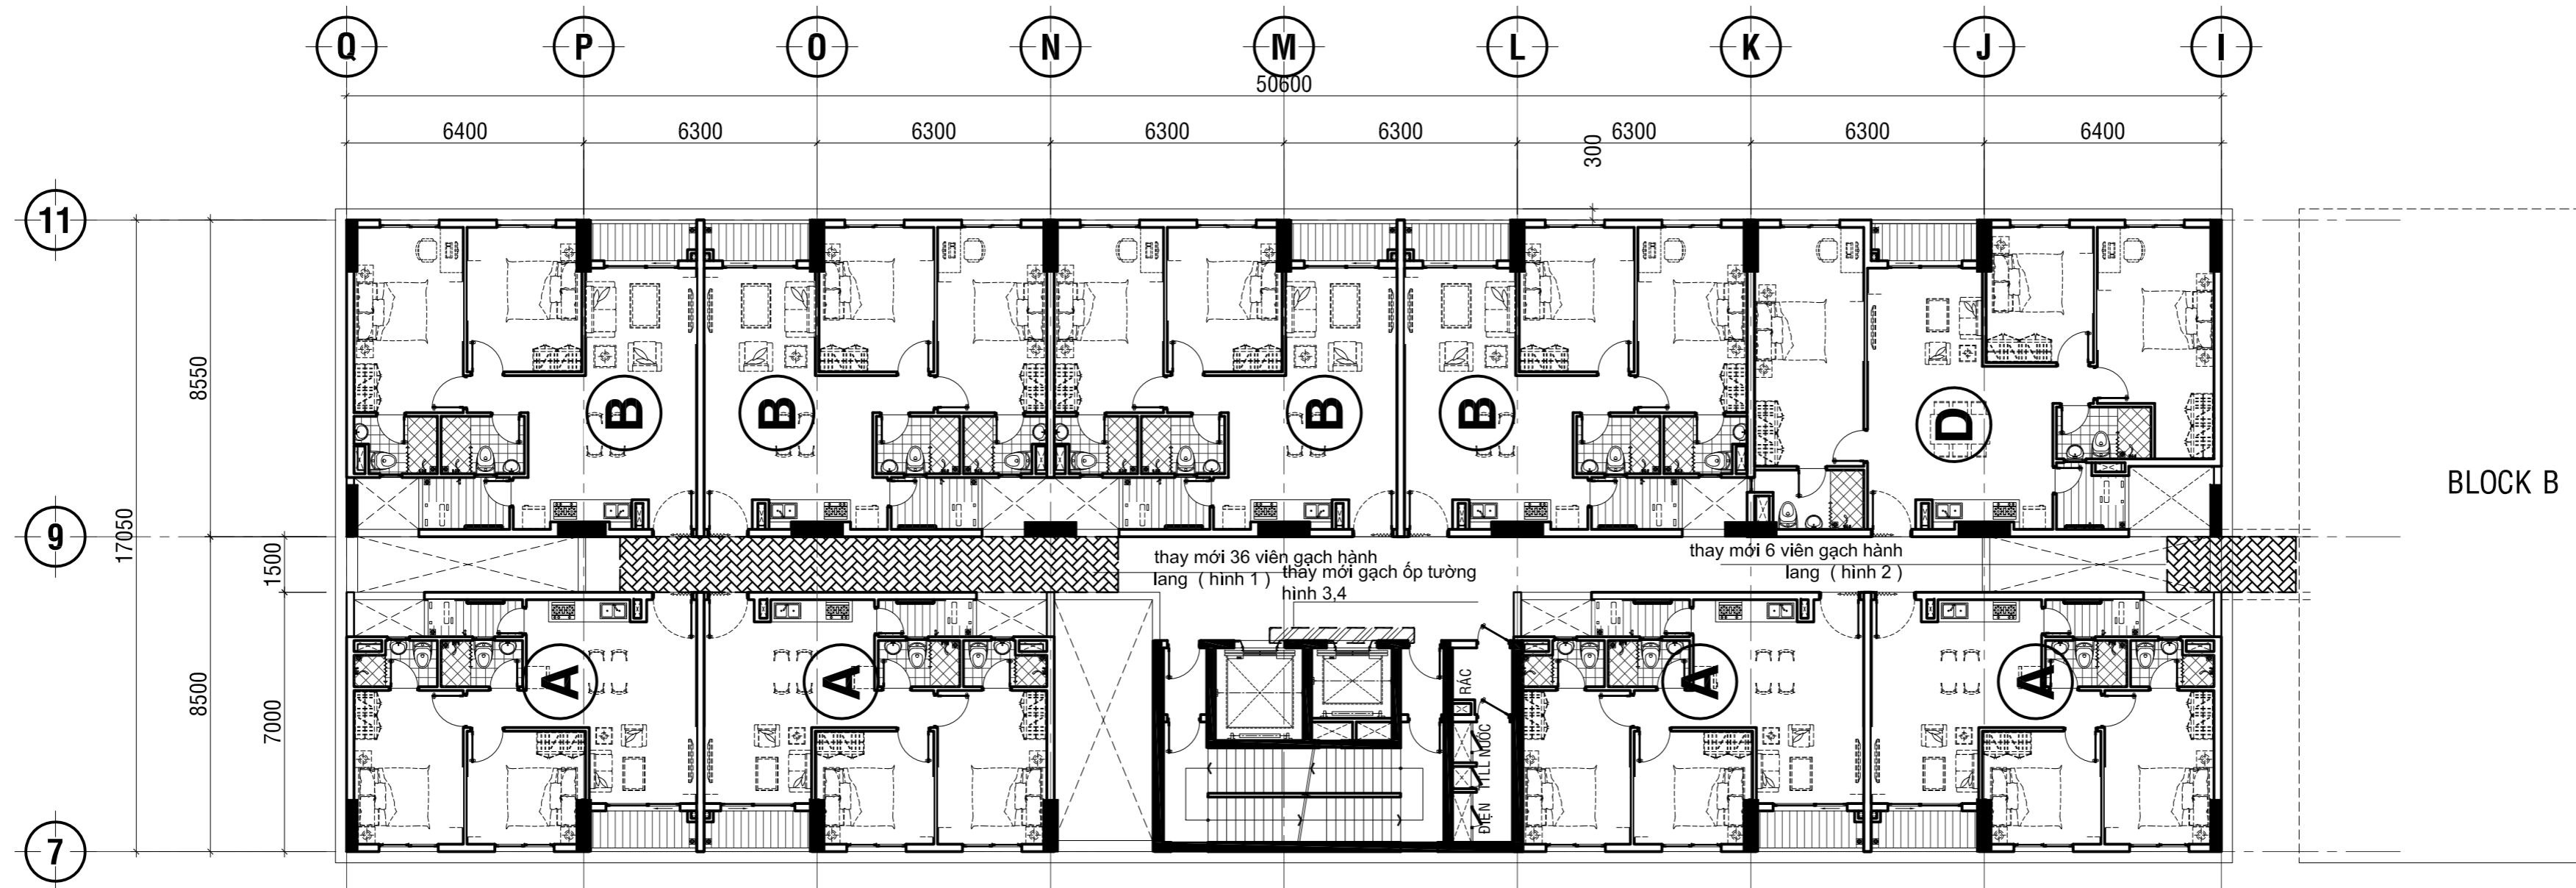 Q P O N M L K J I
50600
6400 6300 6300 6300 6300 6300 6300 6400
300
11
9
7
17050
8550
8500
1500
7000
B B B B D
BLOCK B
thay mới 36 viên gạch hành
lang ( hình 1 )
thay mới gạch ốp tường
hình 3,4
thay mới 6 viên gạch hành
lang ( hình 2 )
A A A A
RÁC
ĐIỆN
NƯỚC